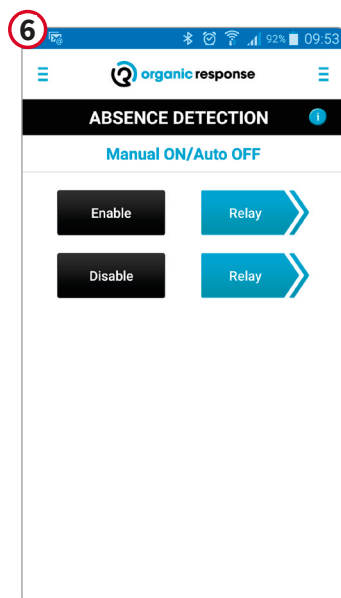 6
92% 09:53
organic response
ABSENCE DETECTION i
Manual ON/Auto OFF
Enable Relay
Disable Relay